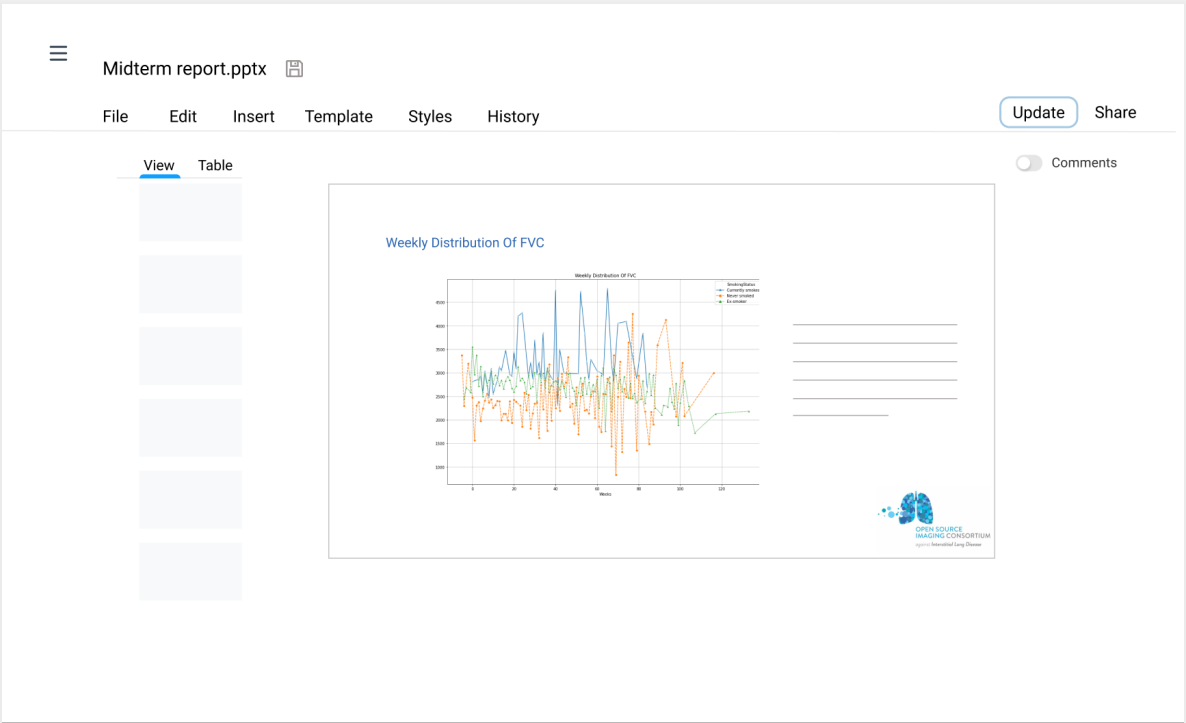 Midterm report.pptx
File Edit Insert Template Styles History
Update Share
View Table
Comments
Weekly Distribution Of FVC
Weekly Distribution Of FVC
SmokingStatus
Currently smokes
Never smoked
Ex-smoker
4500
4000
3500
3000
2500
2000
1500
1000
0 20 40 60 80 100 120
Weeks
OPEN SOURCE
IMAGING CONSORTIUM
against Interstitial Lung Disease